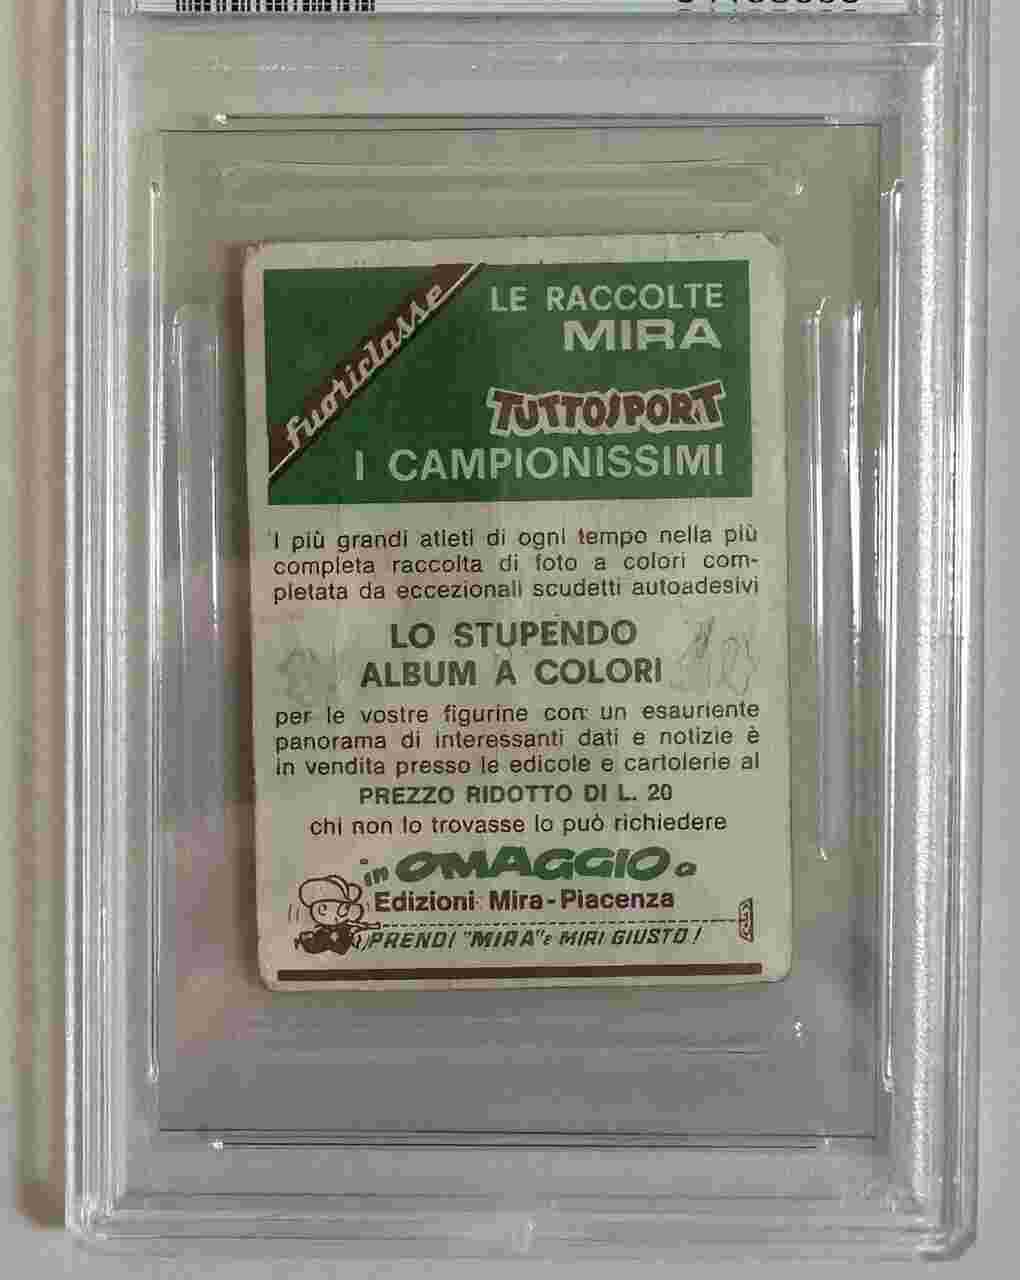 fuoriclasse
LE RACCOLTE
MIRA
TUTTOSPORT
I CAMPIONISSIMI
I più grandi atleti di ogni tempo nella più
completa raccolta di foto a colori com-
pletata da eccezionali scudetti autoadesivi
LO STUPENDO
ALBUM A COLORI
per le vostre figurine con un esauriente
panorama di interessanti dati e notizie è
in vendita presso le edicole e cartolerie al
PREZZO RIDOTTO DI L. 20
chi non lo trovasse lo può richiedere
in OMAGGIO a
Edizioni Mira-Piacenza
PRENDI "MIRA" e MIRI GIUSTO!